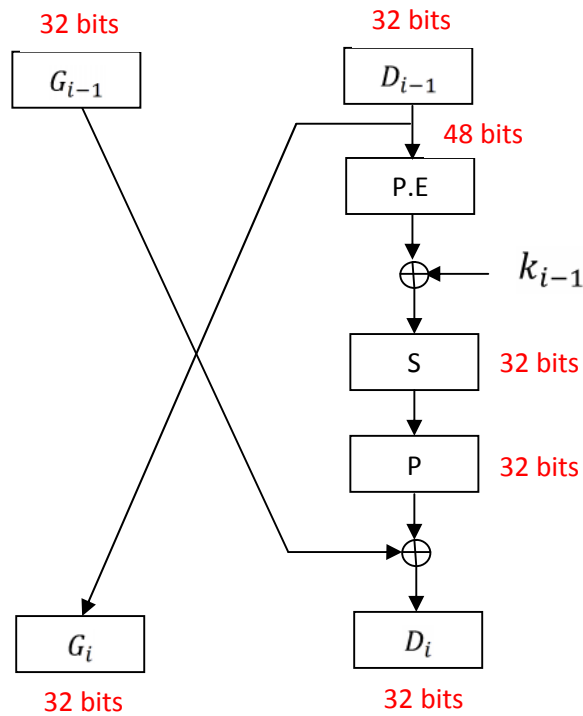 32 bits
32 bits
G_{i-1}
D_{i-1}
48 bits
P.E
k_{i-1}
S
32 bits
P
32 bits
G_i
D_i
32 bits
32 bits